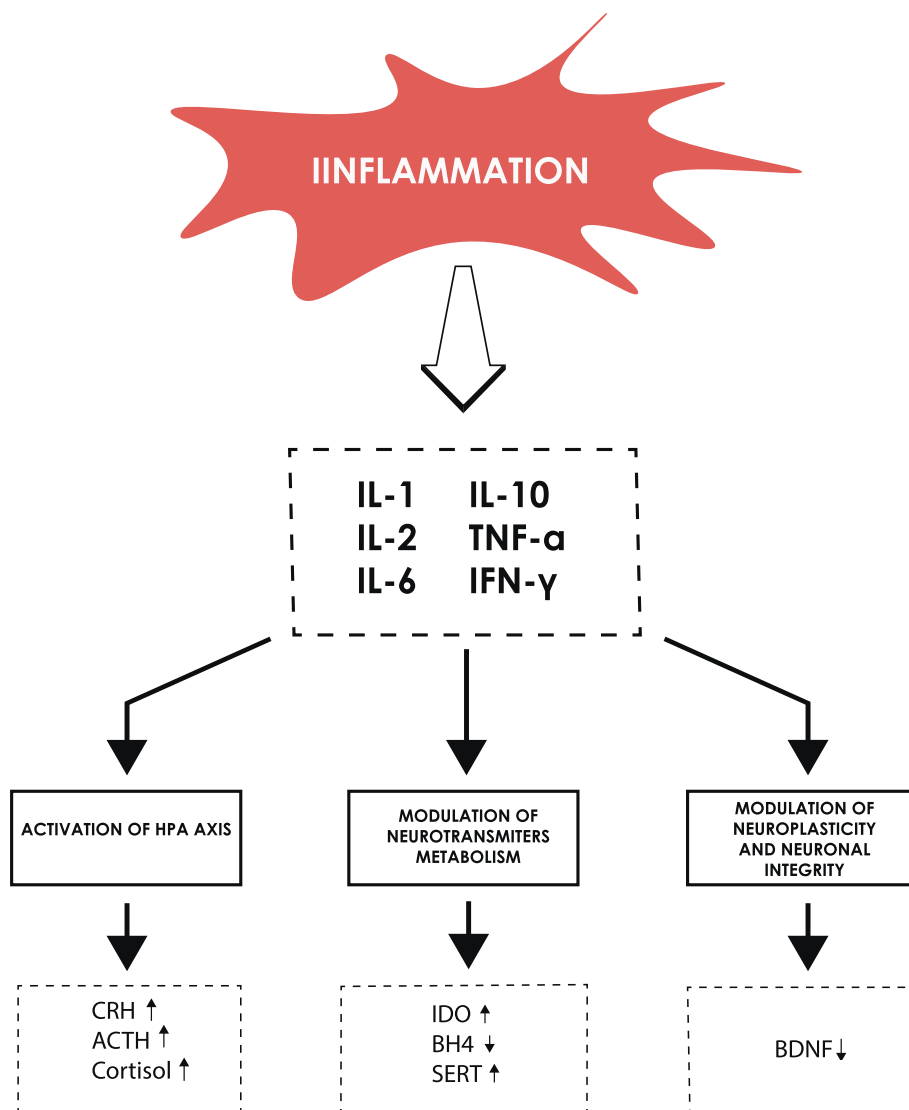 IINFLAMMATION
IL-1 IL-10
IL-2 TNF-α
IL-6 IFN-γ
ACTIVATION OF HPA AXIS
MODULATION OF
NEUROTRANSMITERS
METABOLISM
MODULATION OF
NEUROPLASTICITY
AND NEURONAL
INTEGRITY
CRH ↑
ACTH ↑
Cortisol ↑
IDO ↑
BH4 ↓
SERT ↑
BDNF ↓